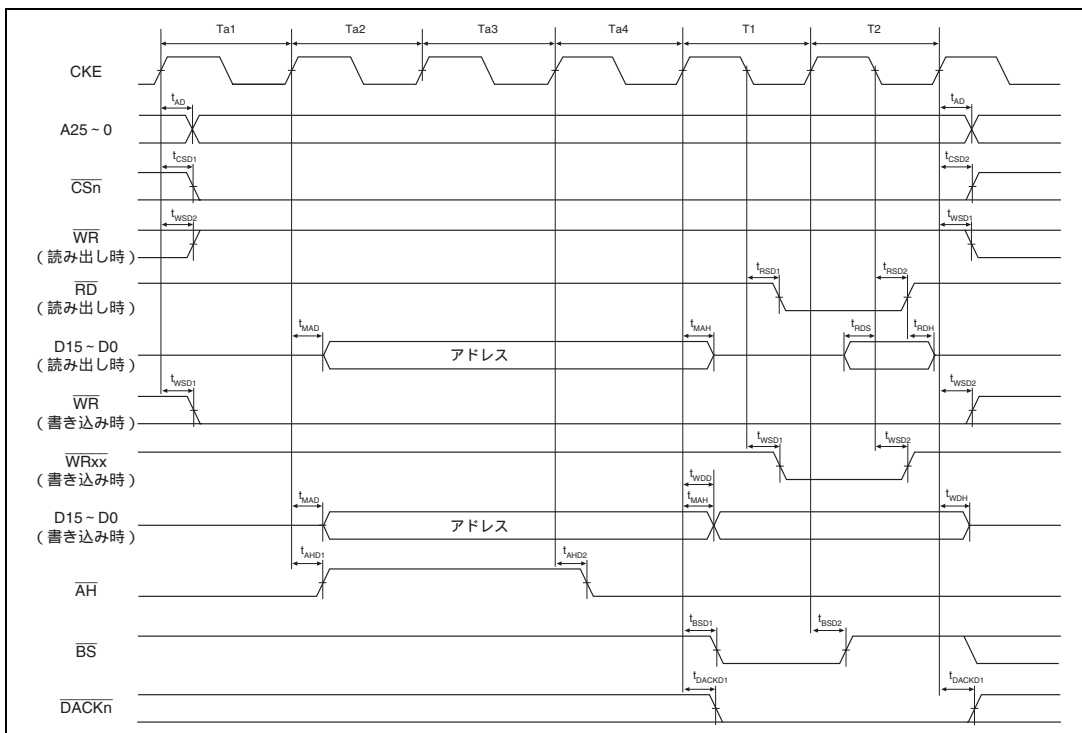 Ta1 Ta2 Ta3 Ta4 T1 T2
CKE
tAD tAD
A25 ~ 0
tCSD1 tCSD2
CSn
tWSD2 tWSD1
WR
（読み出し時）
tRSD1 tRSD2
RD
（読み出し時）
tMAD tMAH tRDS tRDH
D15 ~ D0
（読み出し時）
アドレス
tWSD1 tWSD2
WR
（書き込み時）
tWSD1 tWSD2
WRxx
（書き込み時）
tWDD
tMAD tMAH tWDH
D15 ~ D0
（書き込み時）
アドレス
tAHD1 tAHD2
AH
tBSD1 tBSD2
BS
tDACKD1 tDACKD1
DACKn